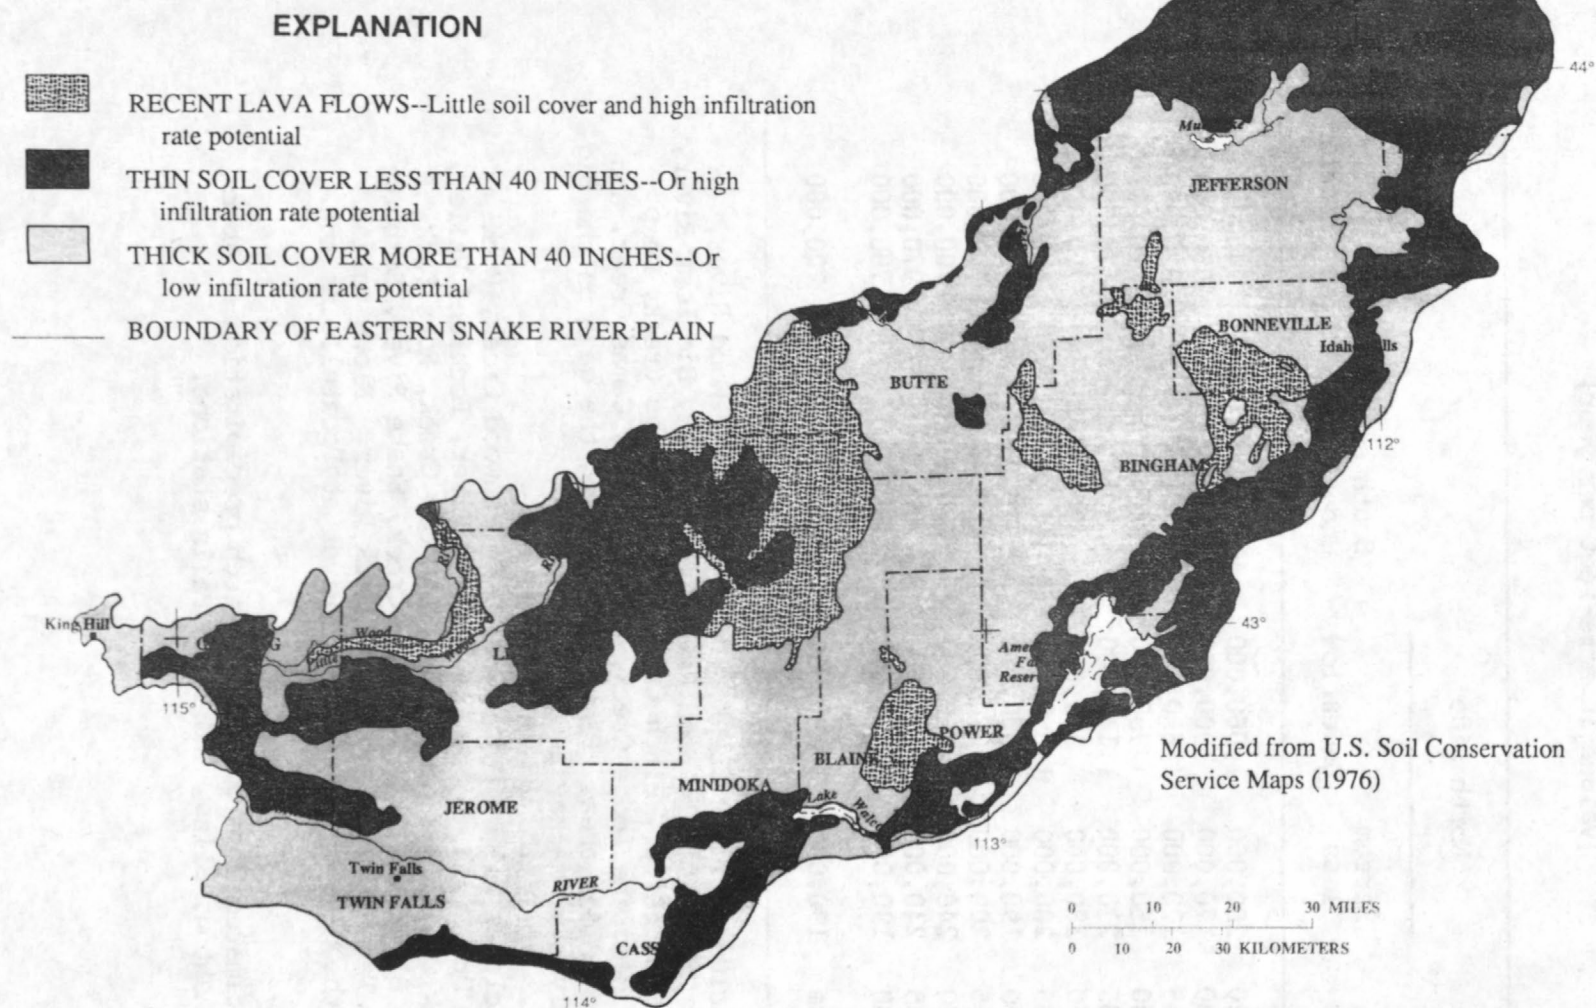 EXPLANATION
RECENT LAVA FLOWS--Little soil cover and high infiltration
rate potential
THIN SOIL COVER LESS THAN 40 INCHES--Or high
infiltration rate potential
THICK SOIL COVER MORE THAN 40 INCHES--Or
low infiltration rate potential
BOUNDARY OF EASTERN SNAKE RIVER PLAIN
44°
JEFFERSON
BONNEVILLE
BUTTE
112°
BINGHAM
King Hill
Wood
Little
43°
115°
POWER
BLAINE
Modified from U.S. Soil Conservation
Service Maps (1976)
MINIDOKA
JEROME
Lake
113°
Twin Falls
RIVER
TWIN FALLS
0 10 20 30 MILES
CASS
0 10 20 30 KILOMETERS
114°